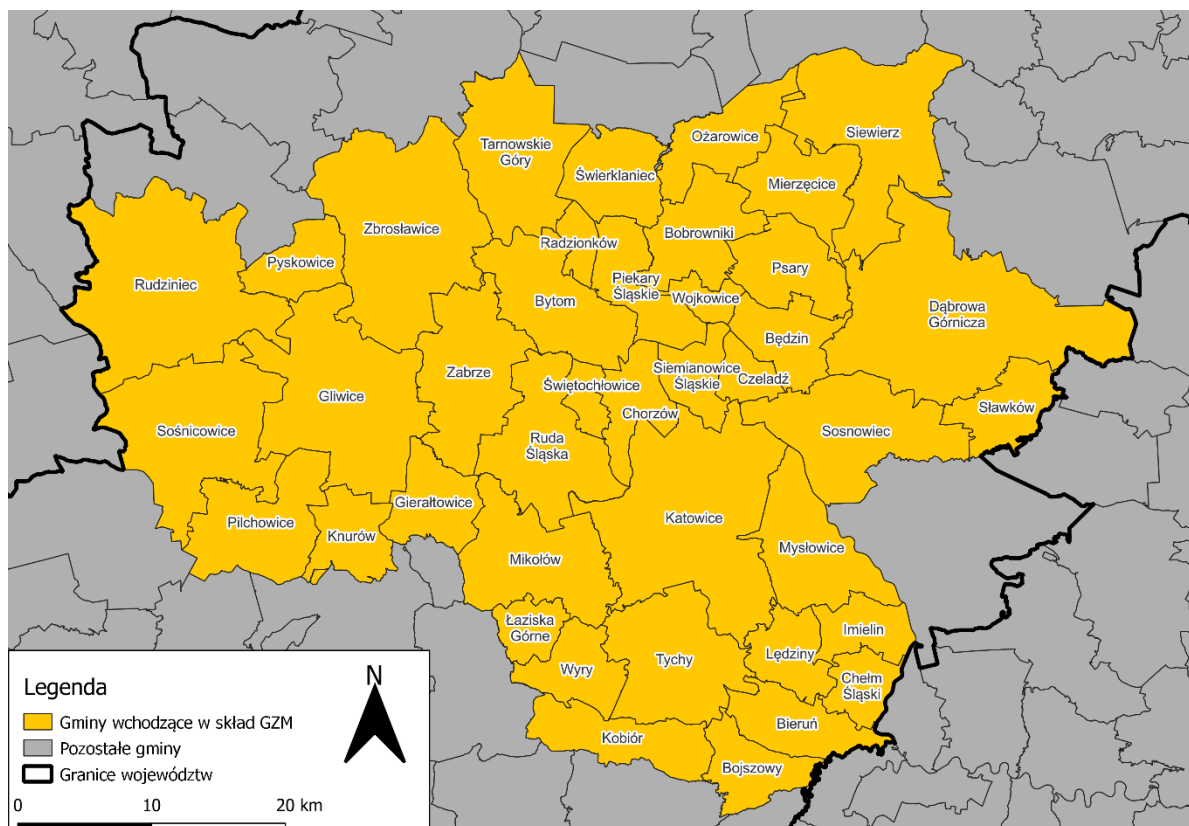 Ożarowice
Siewierz
Tarnowskie
Góry
Świerklaniec
Mierzęcice
Zbrosławice
Radzionków
Bobrowniki
Pyskowice
Psary
Rudziniec
Piekary
Śląskie
Wojkowice
Bytom
Dąbrowa
Górnicza
Będzin
Zabrze
Świętochłowice
Siemianowice
Śląskie
Czeladź
Gliwice
Chorzów
Sławków
Sośnicowice
Ruda
Śląska
Sosnowiec
Gierałtowice
Katowice
Pilchowice
Knurów
Mysłowice
Mikołów
Łaziska
Górne
Imielin
Wyry
Tychy
Lędziny
Chełm
Śląski
Bieruń
Kobiór
Bojszowy
N
Legenda
Gminy wchodzące w skład GZM
Pozostałe gminy
Granice województw
0 10 20 km